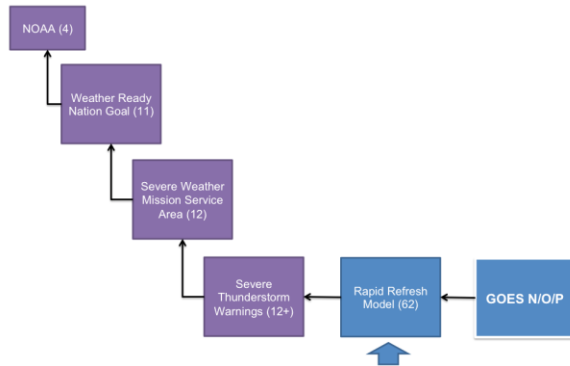 NOAA (4)
Weather Ready
Nation Goal (11)
Severe Weather
Mission Service
Area (12)
Severe
Thunderstorm
Warnings (12+)
Rapid Refresh
Model (62)
GOES N/O/P